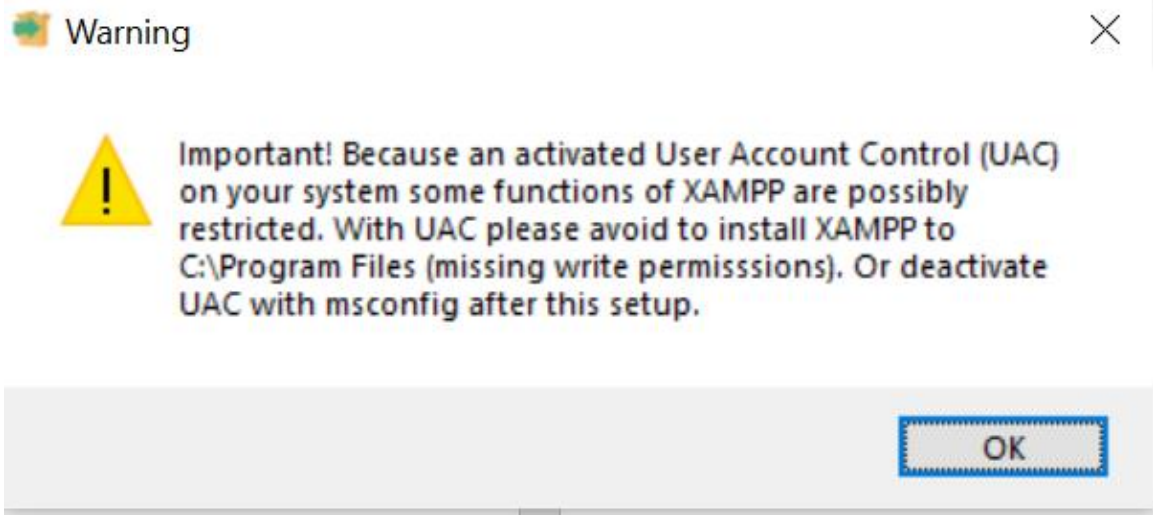 Warning
Important! Because an activated User Account Control (UAC)
on your system some functions of XAMPP are possibly
restricted. With UAC please avoid to install XAMPP to
C:\Program Files (missing write permisssions). Or deactivate
UAC with msconfig after this setup.
OK